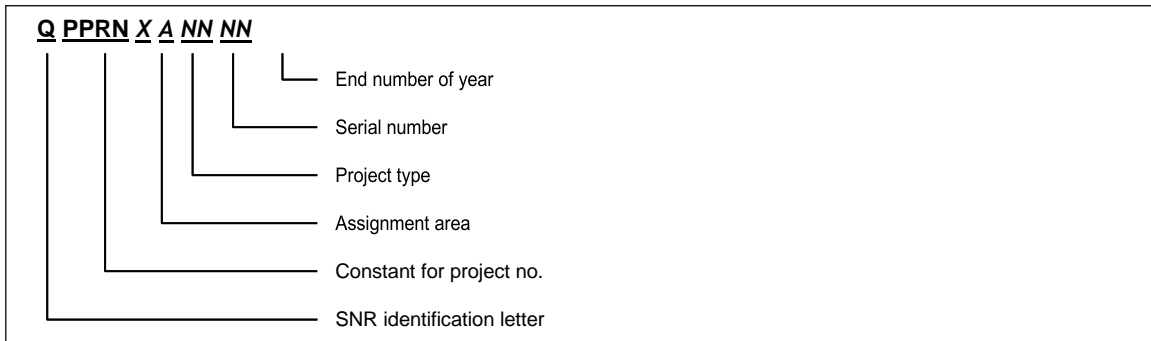 Q PPRN X A NN NN
End number of year
Serial number
Project type
Assignment area
Constant for project no.
SNR identification letter